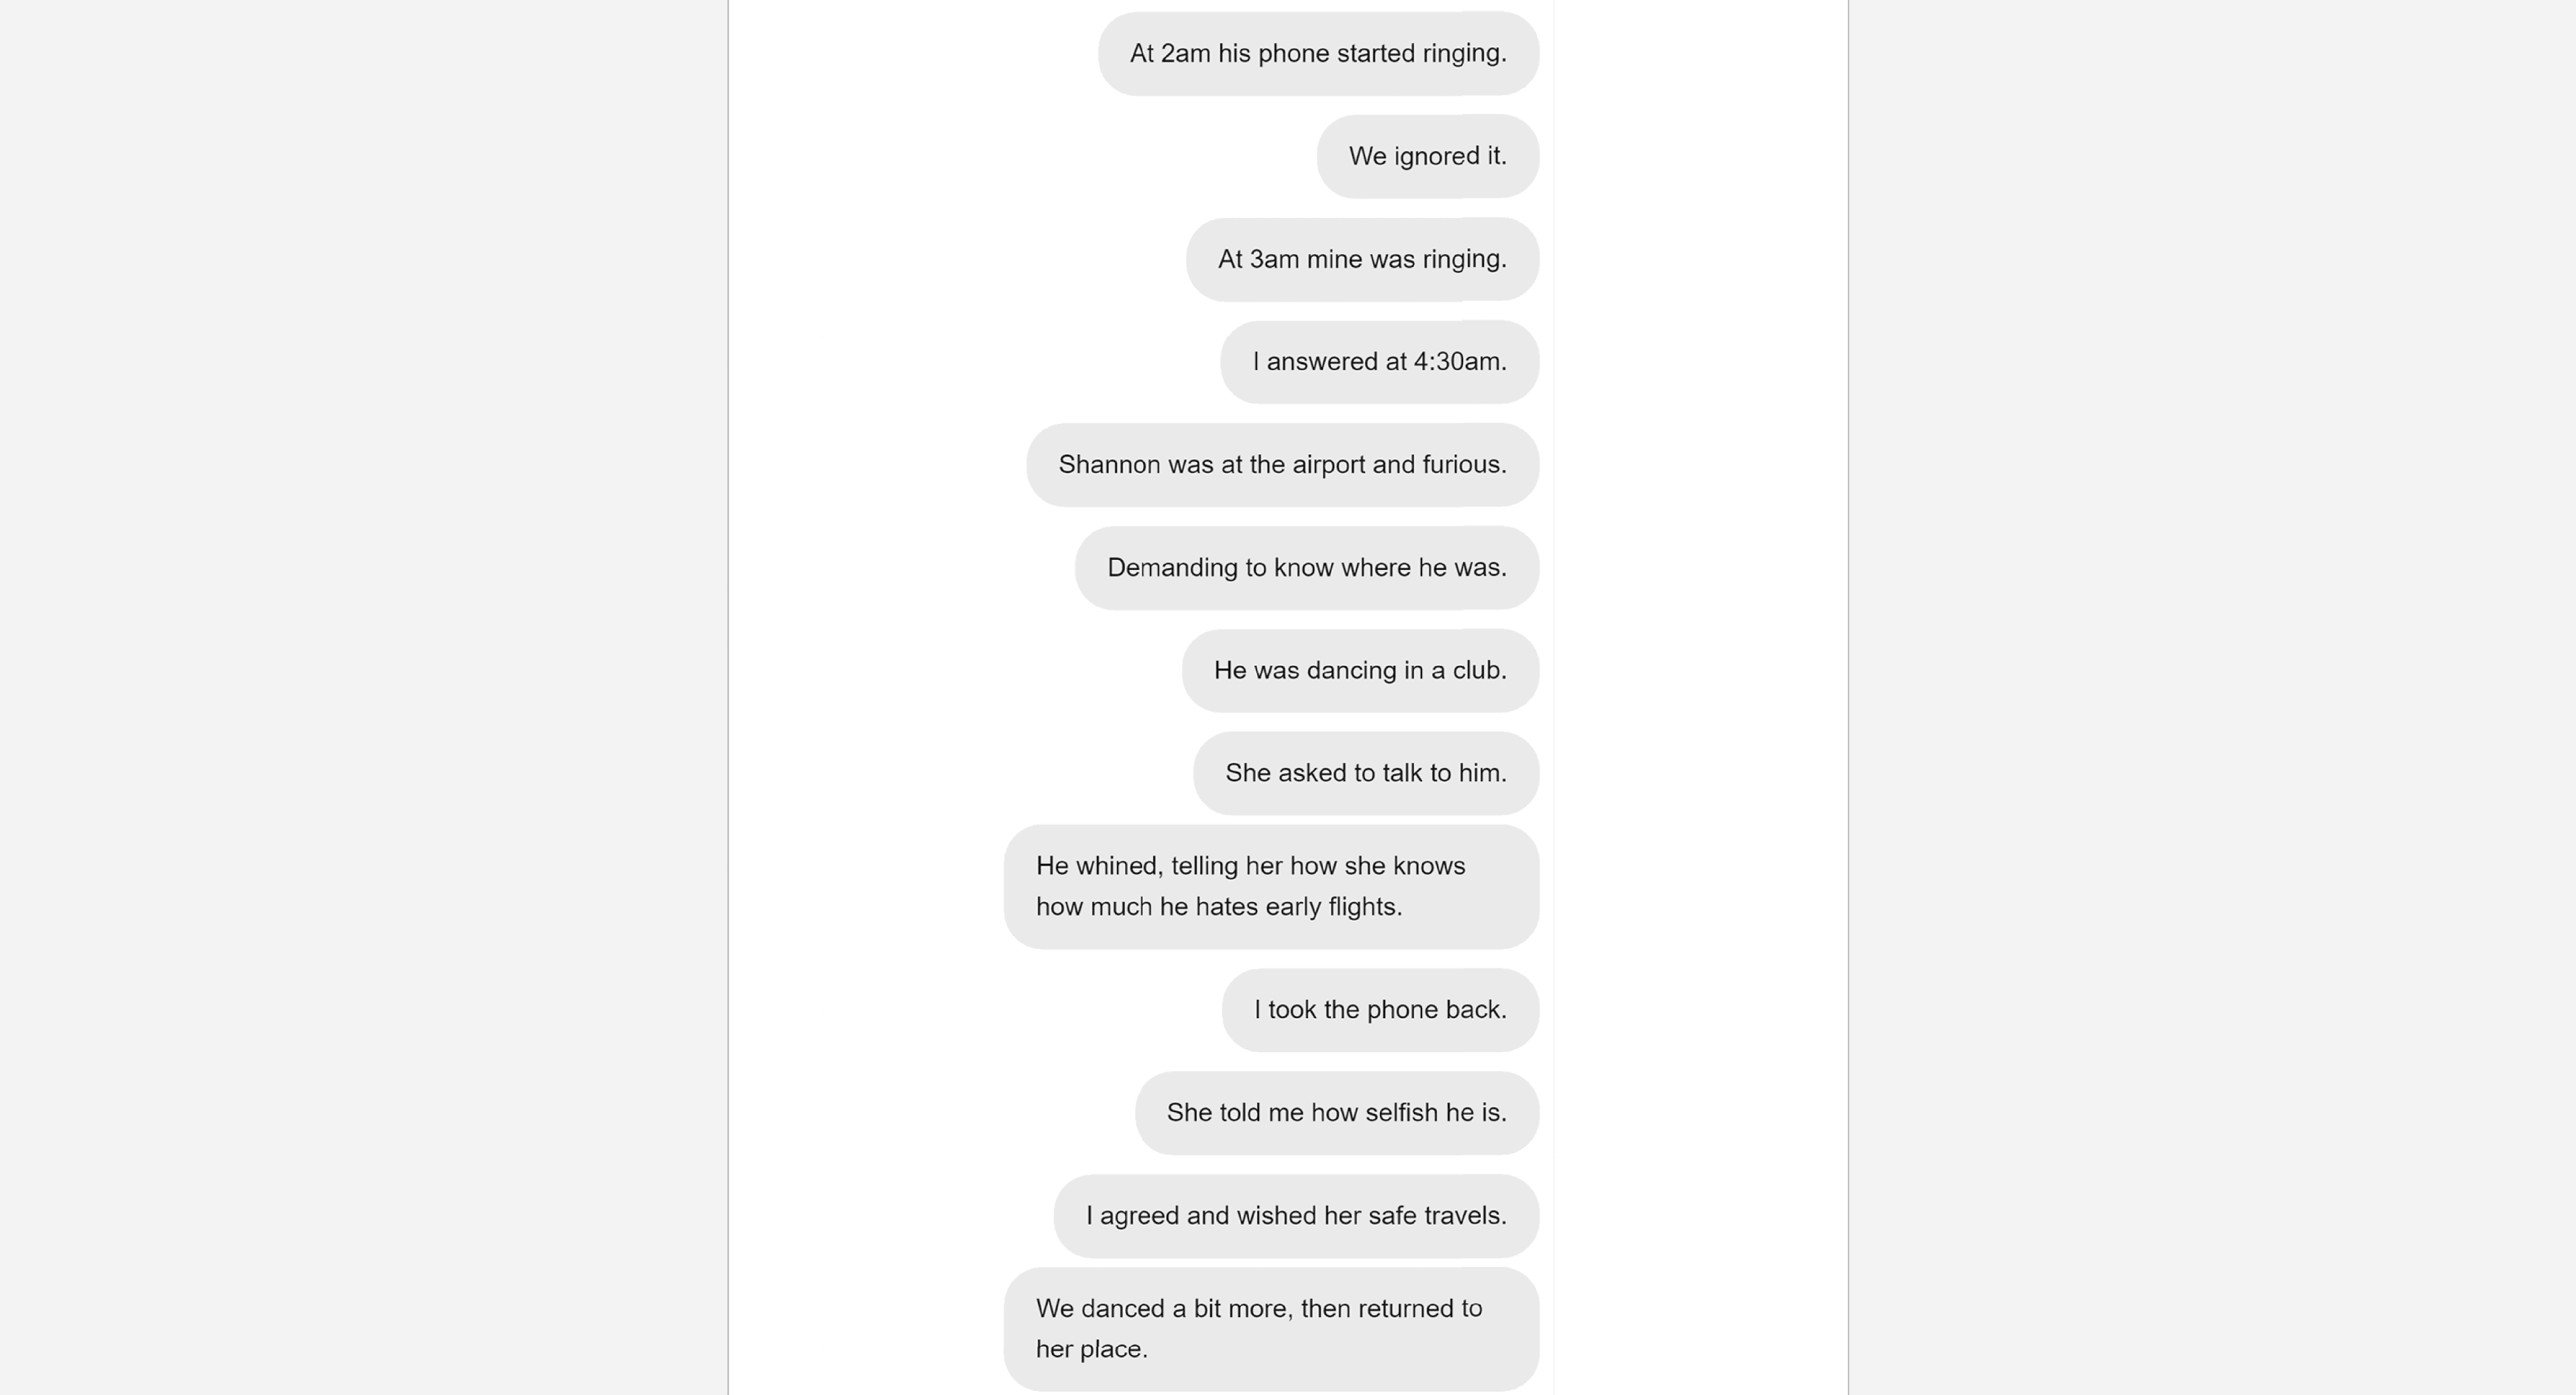 At 2am his phone started ringing.
We ignored it.
At 3am mine was ringing.
I answered at 4:30am.
Shannon was at the airport and furious.
Demanding to know where he was.
He was dancing in a club.
She asked to talk to him.
He whined, telling her how she knows
how much he hates early flights.
I took the phone back.
She told me how selfish he is.
I agreed and wished her safe travels.
We danced a bit more, then returned to
her place.